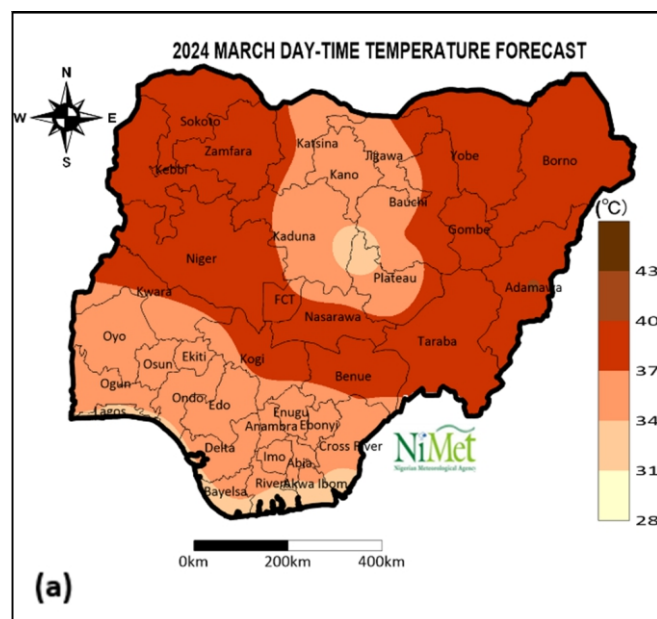 2024 MARCH DAY-TIME TEMPERATURE FORECAST
N
W E
S
Sokoto
Zamfara
Kebbi
Katsina
Jigawa
Kano
Yobe
Borno
Bauchi
(°C)
Kaduna
Gombe
Niger
Plateau
43
Adamawa
FCT
Kwara
Nasarawa
40
Oyo
Taraba
Osun
Ekiti
Kogi
37
Ogun
Benue
Ondo
Edo
34
Lagos
Enugu
Anambra
Ebonyi
NiMet
Nigerian Meteorological Agency
Delta
Cross River
Imo
Abia
31
Bayelsa
Rivers
Akwa Ibom
28
0km 200km 400km
(a)